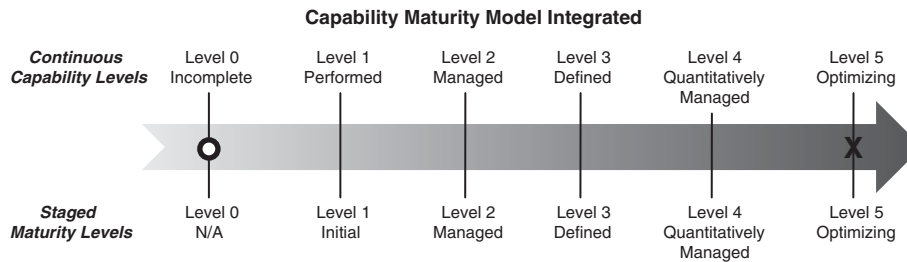 Capability Maturity Model Integrated
Continuous
Capability Levels
Level 0
Incomplete
Level 1
Performed
Level 2
Managed
Level 3
Defined
Level 4
Quantitatively
Managed
Level 5
Optimizing
X
Staged
Maturity Levels
Level 0
N/A
Level 1
Initial
Level 2
Managed
Level 3
Defined
Level 4
Quantitatively
Managed
Level 5
Optimizing